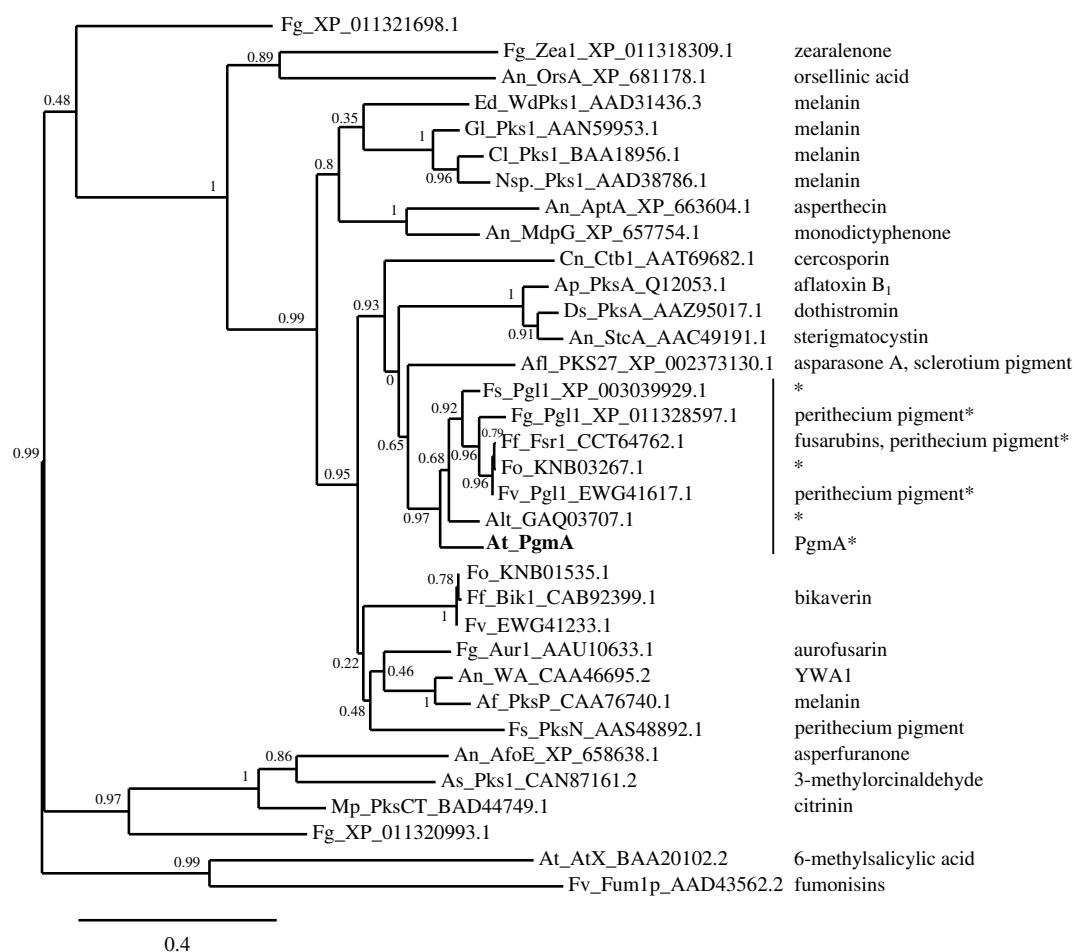 Fg_XP_011321698.1
Fg_Zea1_XP_011318309.1 zearalenone
0.89
An_OrsA_XP_681178.1 orsellinic acid
0.48
Ed_WdPks1_AAD31436.3 melanin
0.35
Gl_Pks1_AAN59953.1 melanin
1
Cl_Pks1_BAA18956.1 melanin
0.8
0.96
Nsp._Pks1_AAD38786.1 melanin
1
An_AptA_XP_663604.1 asperthecin
1
An_MdpG_XP_657754.1 monodictyphenone
Cn_Ctb1_AAT69682.1 cercosporin
Ap_PksA_Q12053.1 aflatoxin B1
1
0.93
Ds_PksA_AAZ95017.1 dothistromin
0.99
0.91
An_StcA_AAC49191.1 sterigmatocystin
Afl_PKS27_XP_002373130.1 asparasone A, sclerotium pigment
0
Fs_Pgl1_XP_003039929.1 *
0.92
Fg_Pgl1_XP_011328597.1 perithecium pigment*
0.79
Ff_Fsr1_CCT64762.1 fusarubins, perithecium pigment*
0.65
0.96
0.99
0.68
Fo_KNB03267.1 *
0.95
0.96
Fv_Pgl1_EWG41617.1 perithecium pigment*
0.97
Alt_GAQ03707.1 *
At_PgmA PgmA*
Fo_KNB01535.1
0.78
Ff_Bik1_CAB92399.1 bikaverin
1
Fv_EWG41233.1
Fg_Aur1_AAU10633.1 aurofusarin
0.22
0.46
An_WA_CAA46695.2 YWA1
1
Af_PksP_CAA76740.1 melanin
0.48
Fs_PksN_AAS48892.1 perithecium pigment
An_AfoE_XP_658638.1 asperfuranone
0.86
1
As_Pks1_CAN87161.2 3-methylorcinaldehyde
0.97
Mp_PksCT_BAD44749.1 citrinin
Fg_XP_011320993.1
At_AtX_BAA20102.2 6-methylsalicylic acid
0.99
Fv_Fum1p_AAD43562.2 fumonisins
0.4